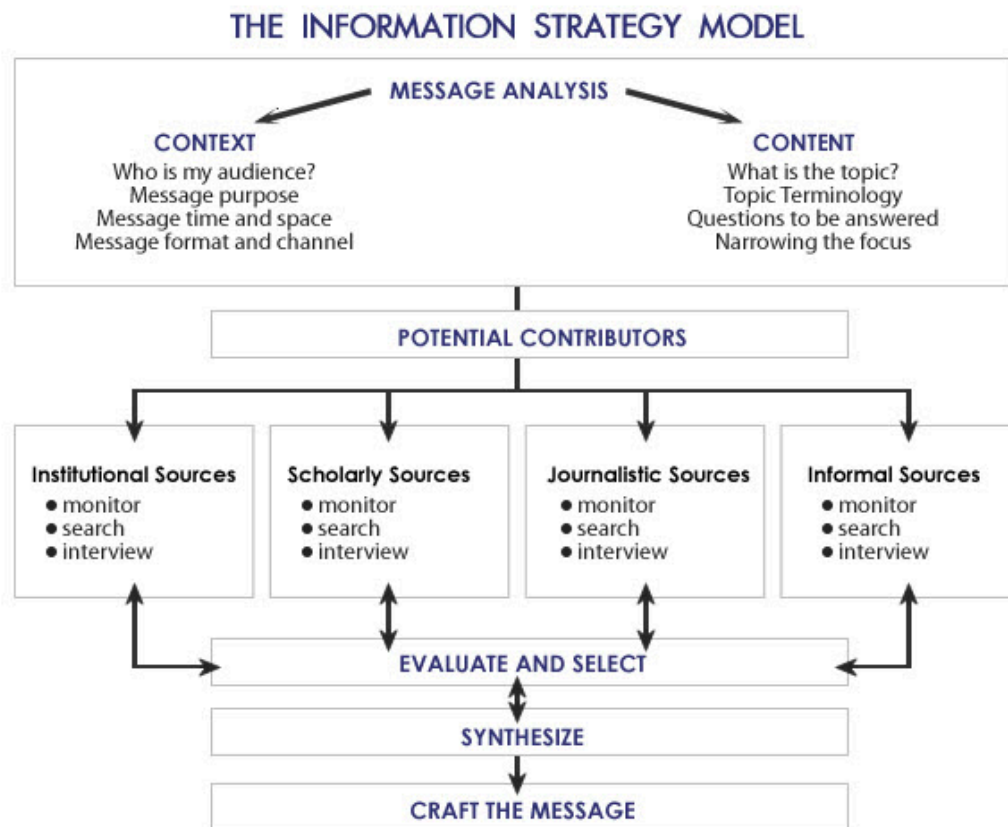 THE INFORMATION STRATEGY MODEL
MESSAGE ANALYSIS
CONTEXT
Who is my audience?
Message purpose
Message time and space
Message format and channel
CONTENT
What is the topic?
Topic Terminology
Questions to be answered
Narrowing the focus
POTENTIAL CONTRIBUTORS
Institutional Sources
● monitor
● search
● interview
Scholarly Sources
● monitor
● search
● interview
Journalistic Sources
● monitor
● search
● interview
Informal Sources
● monitor
● search
● interview
EVALUATE AND SELECT
SYNTHESIZE
CRAFT THE MESSAGE